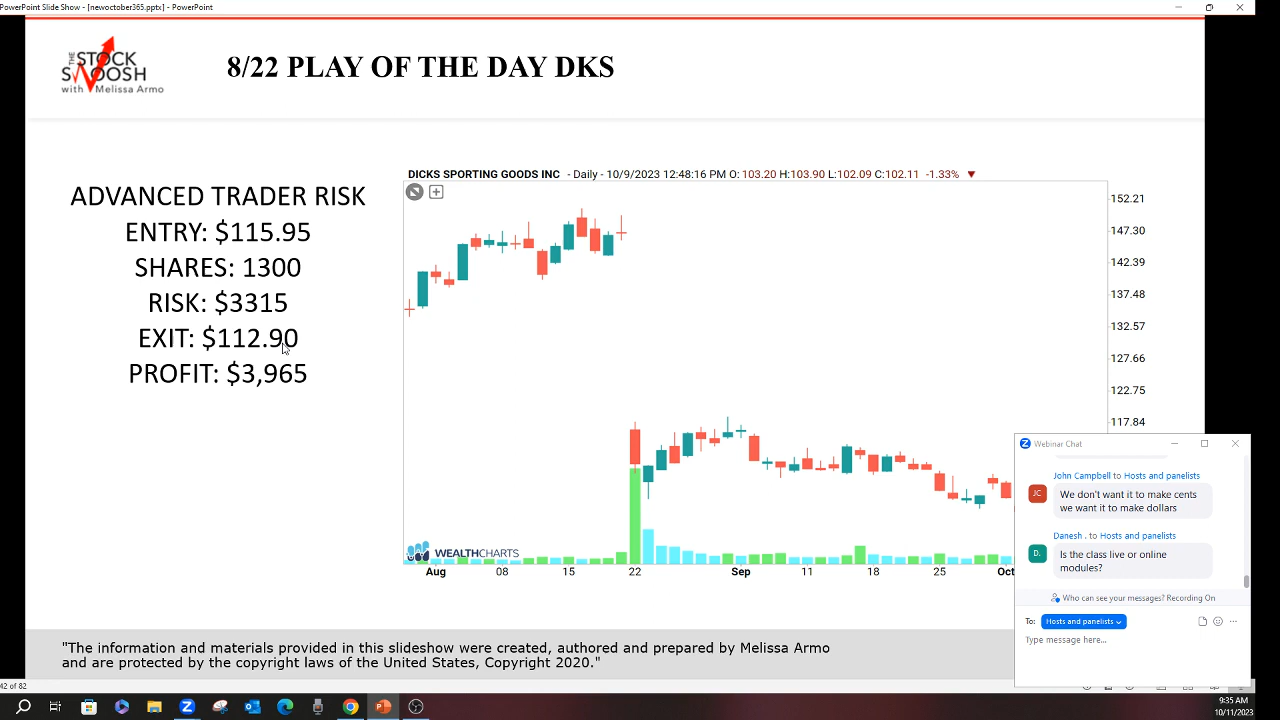 PowerPoint Slide Show - [newoctober365.pptx] - PowerPoint
THE
STOCK
SWOOSH
with Melissa Armo
8/22 PLAY OF THE DAY DKS
ADVANCED TRADER RISK
ENTRY: $115.95
SHARES: 1300
RISK: $3315
EXIT: $112.90
PROFIT: $3,965
DICKS SPORTING GOODS INC - Daily - 10/9/2023 12:48:16 PM O: 103.20 H:103.90 L:102.09 C:102.11 -1.33%
152.21
147.30
142.39
137.48
132.57
127.66
122.75
117.84
WEALTHCHARTS
Aug 08 15 22 Sep 11 18 25 Oct
Webinar Chat
John Campbell to Hosts and panelists
JC
We don't want it to make cents
we want it to make dollars
Danesh . to Hosts and panelists
D.
Is the class live or online
modules?
Who can see your messages? Recording On
To: Hosts and panelists
Type message here...
"The information and materials provided in this slideshow were created, authored and prepared by Melissa Armo
and are protected by the copyright laws of the United States, Copyright 2020."
42 of 82
9:35 AM
10/11/2023